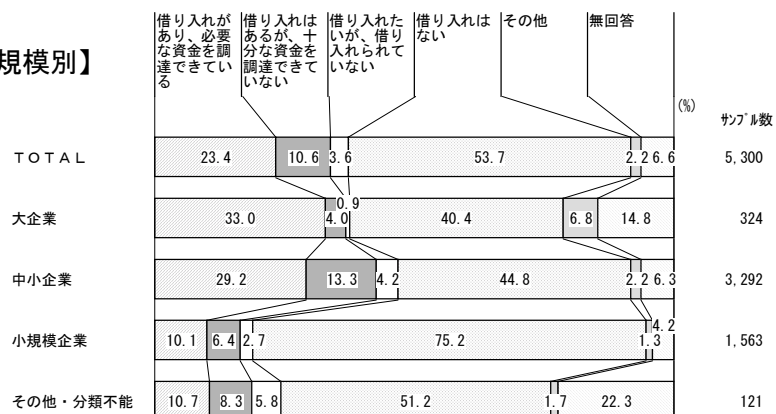 規模別】
借り入れが
あり、必要
な資金を調
達できてい
る
借り入れは
あるが、十
分な資金を
調達できて
いない
借り入れた
いが、借り
入れられて
いない
借り入れは
ない
その他
無回答
(%)
サンプル数
TOTAL 23.4 10.6 3.6 53.7 2.2 6.6 5,300
大企業 33.0 4.0 0.9 40.4 6.8 14.8 324
中小企業 29.2 13.3 4.2 44.8 2.2 6.3 3,292
小規模企業 10.1 6.4 2.7 75.2 1.3 4.2 1,563
その他・分類不能 10.7 8.3 5.8 51.2 1.7 22.3 121